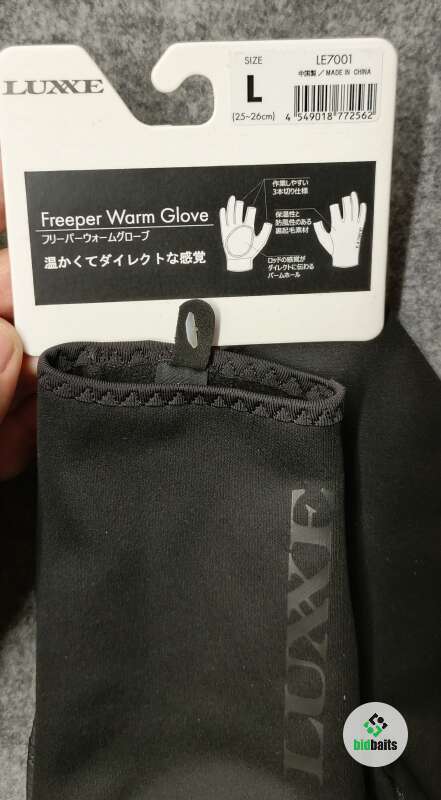 LUXXE
SIZE
L
(25~26cm)
LE7001
中国製／MADE IN CHINA
4 549018 772562
Freeper Warm Glove
フリーパーウォームグローブ
温かくてダイレクトな感覚
作業しやすい
3本切り仕様
保温性と
防風性のある
裏起毛素材
ロッドの感覚が
ダイレクトに伝わる
パームホール
LUXXE
bidbaits